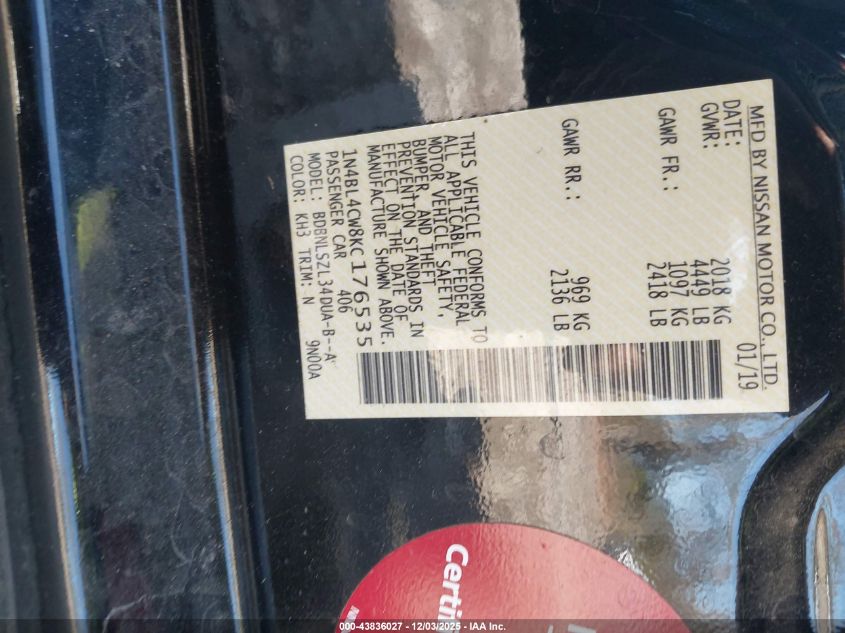 MFD BY NISSAN MOTOR CO., LTD.
DATE: 01/19
GVWR: 2018 KG
4449 LB
GAWR FR.: 1097 KG
2418 LB
GAWR RR.: 969 KG
2136 LB
THIS VEHICLE CONFORMS TO
ALL APPLICABLE FEDERAL
MOTOR VEHICLE SAFETY,
BUMPER AND THEFT
PREVENTION STANDARDS IN
EFFECT ON THE DATE OF
MANUFACTURE SHOWN ABOVE.
1N4BL4CW8KC176535
PASSENGER CAR 406
MODEL: BDBNLSZL34DUA-B--A
COLOR: KH3 TRIM: N 9N00A
000-43836027 - 12/03/2025 - IAA Inc.